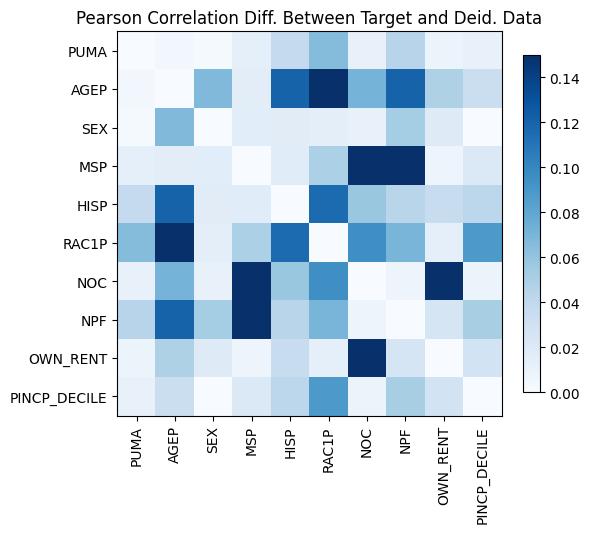 Pearson Correlation Diff. Between Target and Deid. Data
PUMA
AGEP
SEX
MSP
HISP
RAC1P
NOC
NPF
OWN_RENT
PINCP_DECILE
PUMA
AGEP
SEX
MSP
HISP
RAC1P
NOC
NPF
OWN_RENT
PINCP_DECILE
0.14
0.12
0.10
0.08
0.06
0.04
0.02
0.00